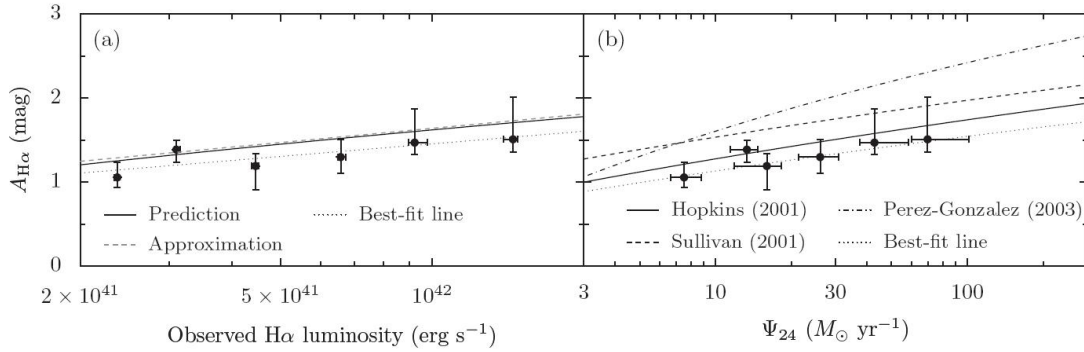 3
(a)
(b)
2
A_Hα (mag)
1
Prediction
Best-fit line
Approximation
Hopkins (2001)
Perez-Gonzalez (2003)
Sullivan (2001)
Best-fit line
0
2 × 10^41
5 × 10^41
10^42
3
10
30
100
Observed Hα luminosity (erg s^−1)
Ψ_24 (M_⊙ yr^−1)